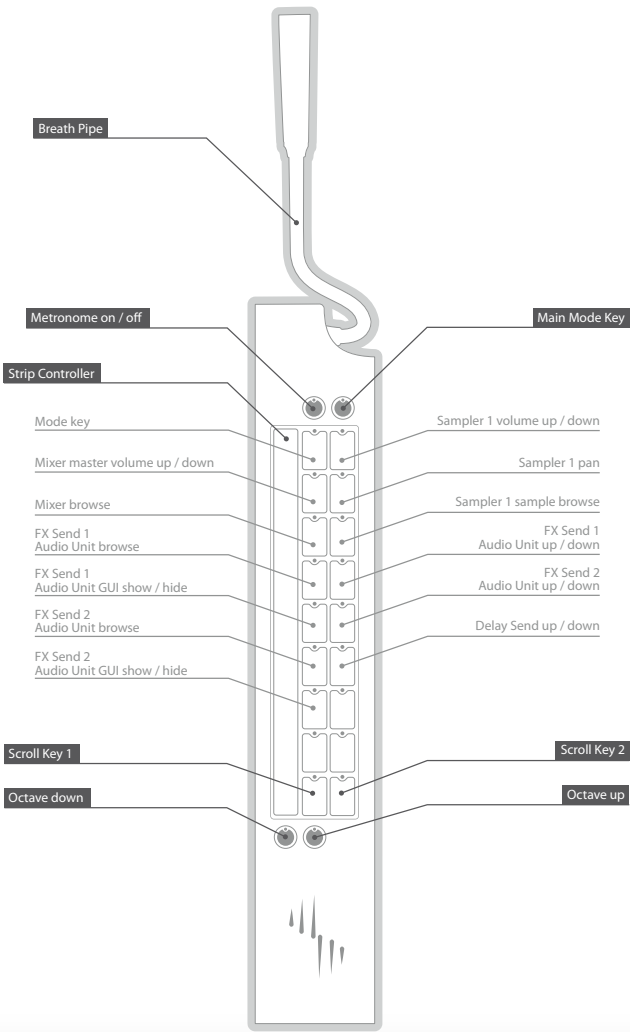 Breath Pipe
Metronome on / off
Main Mode Key
Strip Controller
Mode key
Sampler 1 volume up / down
Mixer master volume up / down
Sampler 1 pan
Mixer browse
Sampler 1 sample browse
FX Send 1
Audio Unit browse
FX Send 1
Audio Unit up / down
FX Send 1
Audio Unit GUI show / hide
FX Send 2
Audio Unit up / down
FX Send 2
Audio Unit browse
Delay Send up / down
FX Send 2
Audio Unit GUI show / hide
Scroll Key 1
Scroll Key 2
Octave down
Octave up